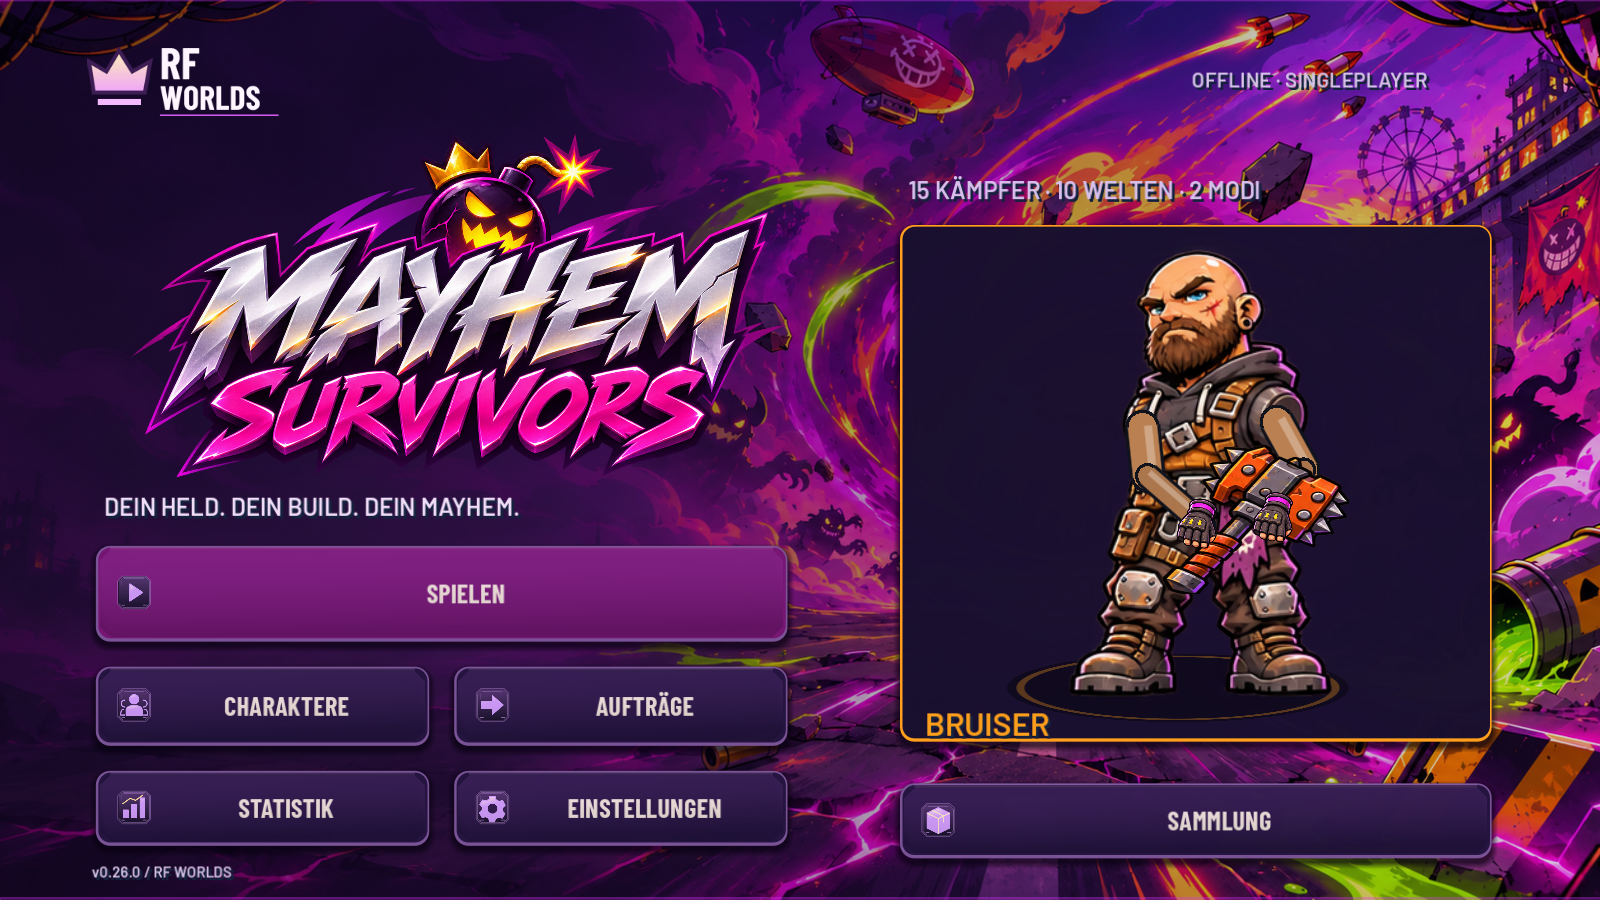 RF
WORLDS
OFFLINE · SINGLEPLAYER
MAYHEM
SURVIVORS
15 KÄMPFER · 10 WELTEN · 2 MODI
DEIN HELD. DEIN BUILD. DEIN MAYHEM.
SPIELEN
CHARAKTERE
AUFTRÄGE
STATISTIK
EINSTELLUNGEN
BRUISER
SAMMLUNG
v0.26.0 / RF WORLDS